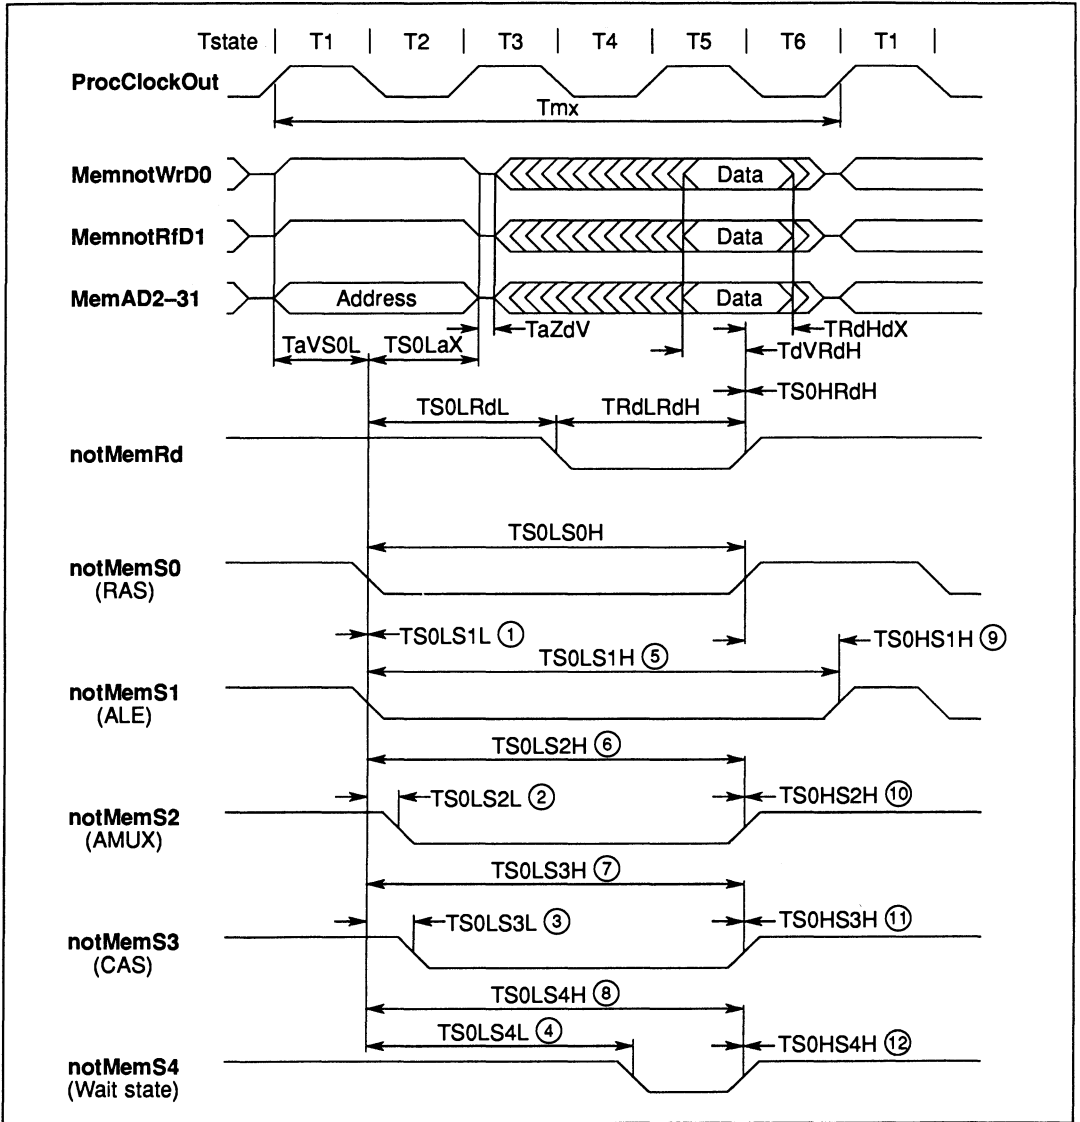 Tstate | T1 | T2 | T3 | T4 | T5 | T6 | T1 |
ProcClockOut
Tmx
MemnotWrD0 Data
MemnotRfD1 Data
MemAD2–31 Address Data
TaZdV TRdHdX
TaVS0L TS0LaX TdVRdH
TS0HRdH
TS0LRdL TRdLRdH
notMemRd
TS0LS0H
notMemS0
(RAS)
TS0LS1L ① TS0HS1H ⑨
TS0LS1H ⑤
notMemS1
(ALE)
TS0LS2H ⑥
TS0LS2L ② TS0HS2H ⑩
notMemS2
(AMUX)
TS0LS3H ⑦
TS0LS3L ③ TS0HS3H ⑪
notMemS3
(CAS)
TS0LS4H ⑧
TS0LS4L ④ TS0HS4H ⑫
notMemS4
(Wait state)